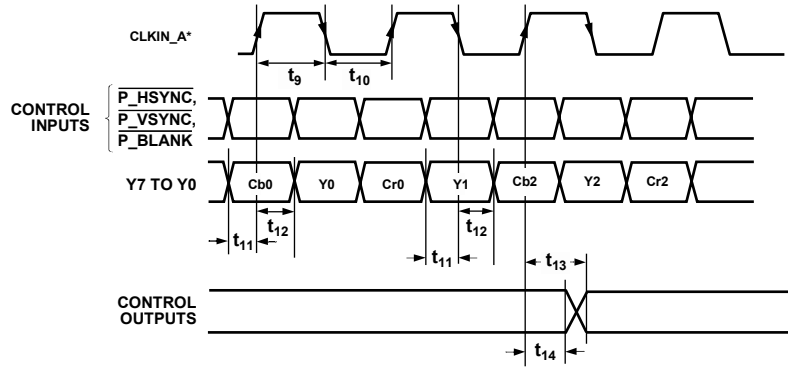 CLKIN_A*
t9
t10
CONTROL INPUTS
P_HSYNC,
P_VSYNC,
P_BLANK
Y7 TO Y0
Cb0
Y0
Cr0
Y1
Cb2
Y2
Cr2
t11
t12
t11
t12
t13
CONTROL OUTPUTS
t14